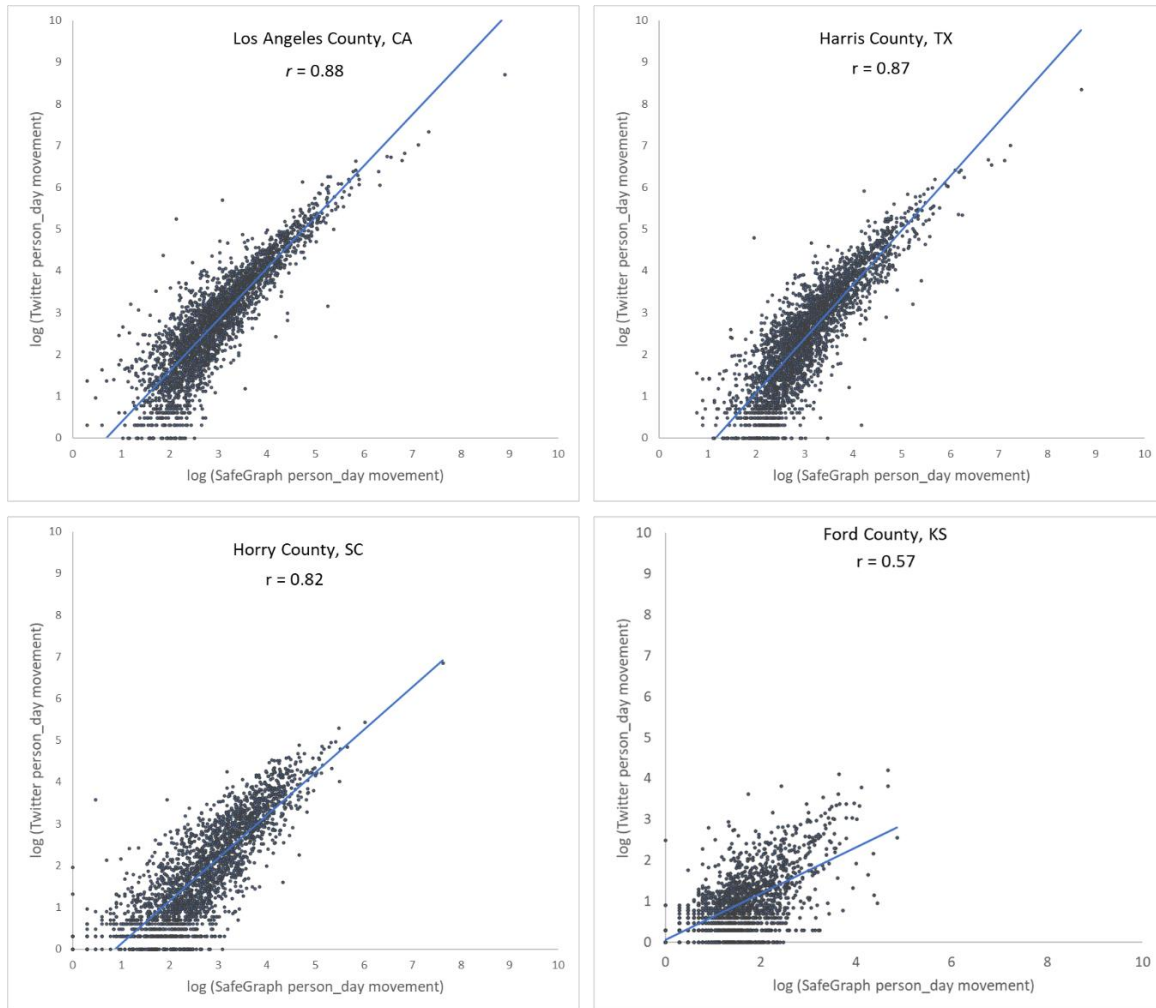 Los Angeles County, CA
r = 0.88
log (Twitter person_day movement)
10
9
8
7
6
5
4
3
2
1
0
0 1 2 3 4 5 6 7 8 9 10
log (SafeGraph person_day movement)
Harris County, TX
r = 0.87
log (Twitter person_day movement)
10
9
8
7
6
5
4
3
2
1
0
0 1 2 3 4 5 6 7 8 9 10
log (SafeGraph person_day movement)
Horry County, SC
r = 0.82
log (Twitter person_day movement)
10
9
8
7
6
5
4
3
2
1
0
0 1 2 3 4 5 6 7 8 9 10
log (SafeGraph person_day movement)
Ford County, KS
r = 0.57
log (Twitter person_day movement)
10
9
8
7
6
5
4
3
2
1
0
0 2 4 6 8 10
log (SafeGraph person_day movement)